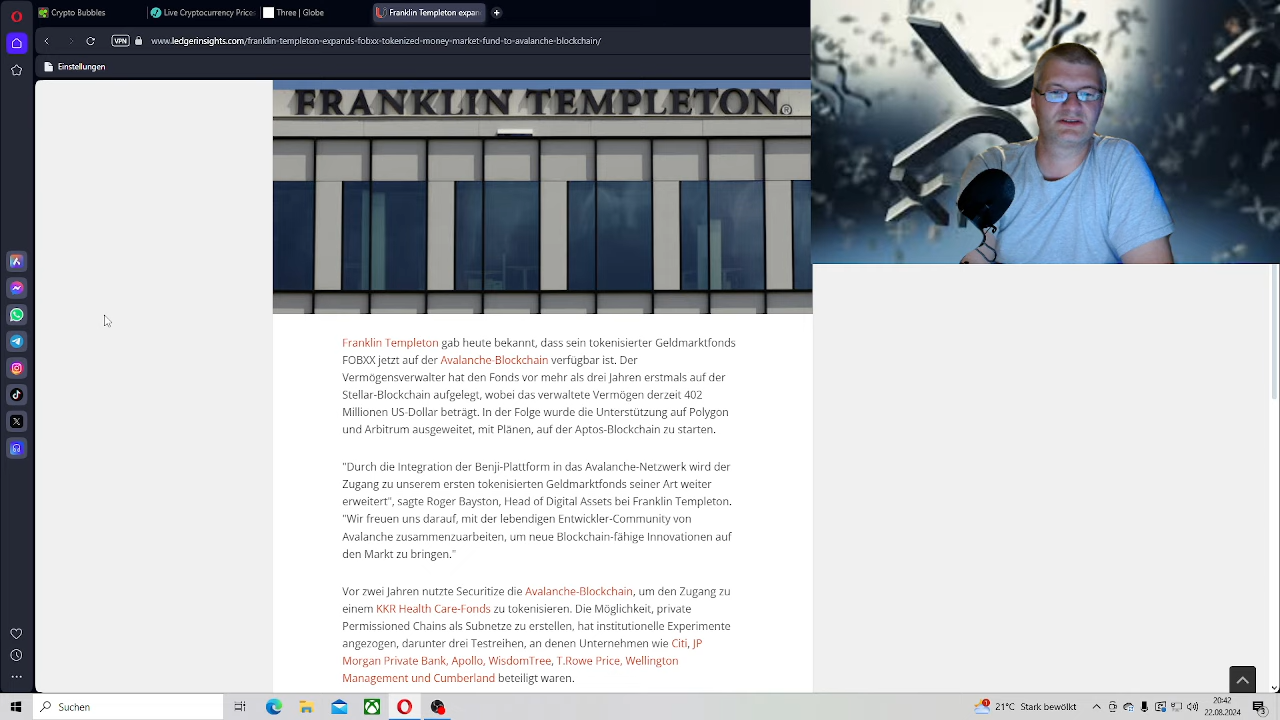 Crypto Bubbles
Live Cryptocurrency Prices
Three | Globe
Franklin Templeton expan
VPN
www.ledgerinsights.com/franklin-templeton-expands-fobxx-tokenized-money-market-fund-to-avalanche-blockchain/
Einstellungen
FRANKLIN TEMPLETON®
Franklin Templeton gab heute bekannt, dass sein tokenisierter Geldmarktfonds
FOBXX jetzt auf der Avalanche-Blockchain verfügbar ist. Der
Vermögensverwalter hat den Fonds vor mehr als drei Jahren erstmals auf der
Stellar-Blockchain aufgelegt, wobei das verwaltete Vermögen derzeit 402
Millionen US-Dollar beträgt. In der Folge wurde die Unterstützung auf Polygon
und Arbitrum ausgeweitet, mit Plänen, auf der Aptos-Blockchain zu starten.
"Durch die Integration der Benji-Plattform in das Avalanche-Netzwerk wird der
Zugang zu unserem ersten tokenisierten Geldmarktfonds seiner Art weiter
erweitert", sagte Roger Bayston, Head of Digital Assets bei Franklin Templeton.
"Wir freuen uns darauf, mit der lebendigen Entwickler-Community von
Avalanche zusammenzuarbeiten, um neue Blockchain-fähige Innovationen auf
den Markt zu bringen."
Vor zwei Jahren nutzte Securitize die Avalanche-Blockchain, um den Zugang zu
einem KKR Health Care-Fonds zu tokenisieren. Die Möglichkeit, private
Permissioned Chains als Subnetze zu erstellen, hat institutionelle Experimente
angezogen, darunter drei Testreihen, an denen Unternehmen wie Citi, JP
Morgan Private Bank, Apollo, WisdomTree, T.Rowe Price, Wellington
Management und Cumberland beteiligt waren.
Suchen
21°C Stark bewölkt
20:42
22.08.2024